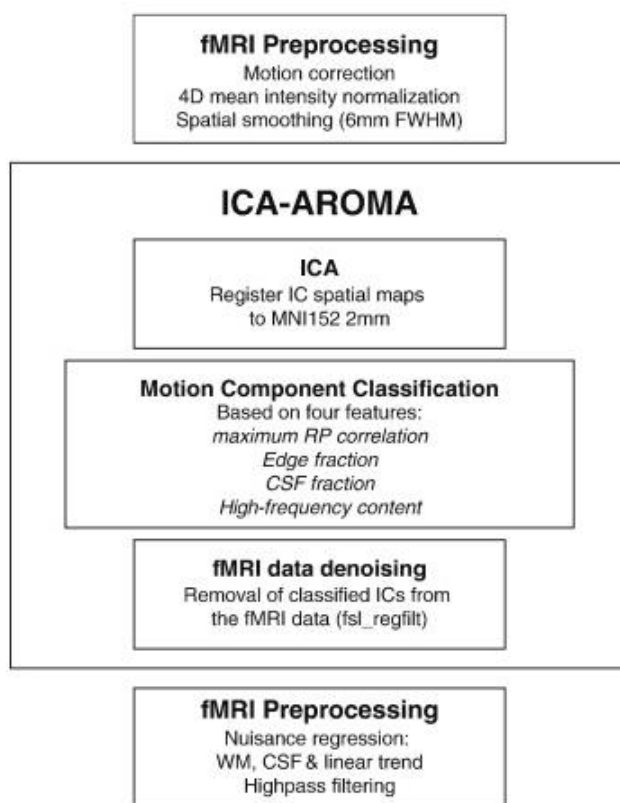 fMRI Preprocessing
Motion correction
4D mean intensity normalization
Spatial smoothing (6mm FWHM)
ICA-AROMA
ICA
Register IC spatial maps
to MNI152 2mm
Motion Component Classification
Based on four features:
maximum RP correlation
Edge fraction
CSF fraction
High-frequency content
fMRI data denoising
Removal of classified ICs from
the fMRI data (fsl_regfilt)
fMRI Preprocessing
Nuisance regression:
WM, CSF & linear trend
Highpass filtering